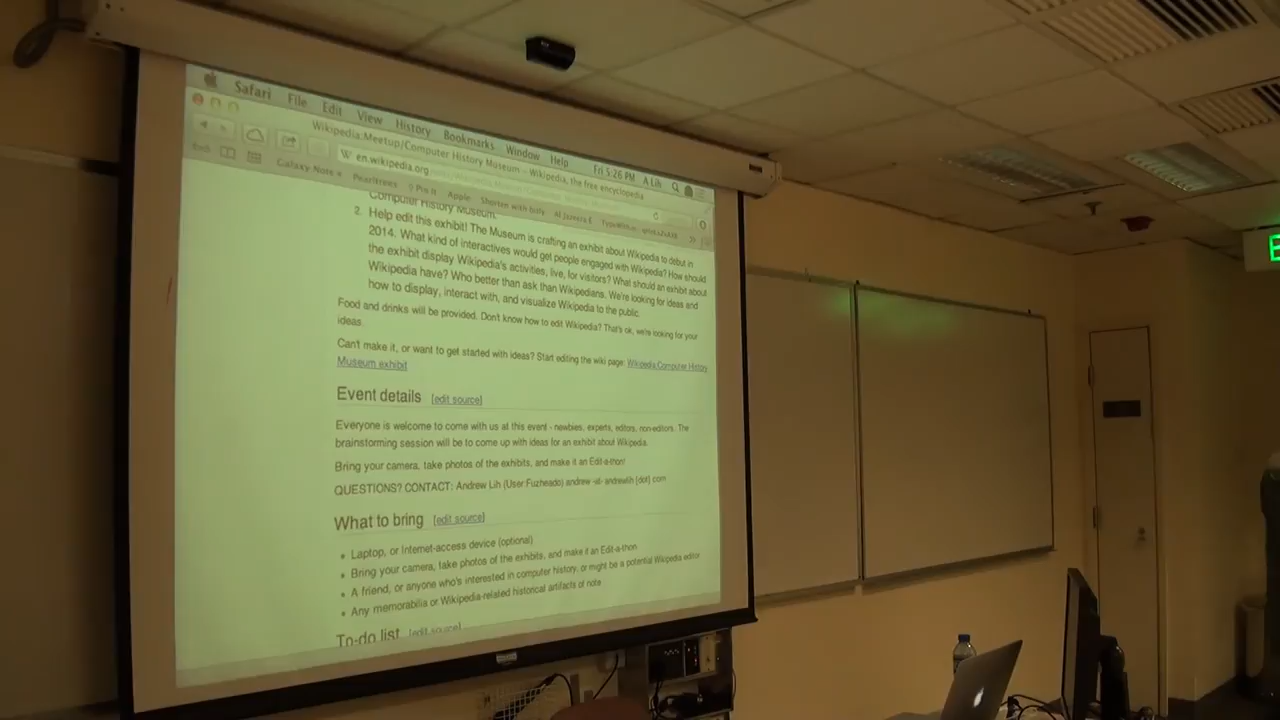 Safari File Edit View History Bookmarks Window Help Fri 5:26 PM A Lih
Wikipedia:Meetup/Computer History Museum – Wikipedia, the free encyclopedia
W en.wikipedia.org
Galaxy Note Pearltrees Pin It Apple Shorten with bitly Al Jazeera E
Computer History Museum.
2. Help edit this exhibit! The Museum is crafting an exhibit about Wikipedia to debut in
2014. What kind of interactives would get people engaged with Wikipedia? How should
the exhibit display Wikipedia's activities, live, for visitors? What should an exhibit about
Wikipedia have? Who better than ask than Wikipedians. We're looking for ideas and
how to display, interact with, and visualize Wikipedia to the public.
Food and drinks will be provided. Don't know how to edit Wikipedia? That's ok, we're looking for your
ideas.
Can't make it, or want to get started with ideas? Start editing the wiki page: Wikipedia:Computer History
Museum exhibit
Event details [edit source]
Everyone is welcome to come with us at this event - newbies, experts, editors, non-editors. The
brainstorming session will be to come up with ideas for an exhibit about Wikipedia.
Bring your camera, take photos of the exhibits, and make it an Edit-a-thon!
QUESTIONS? CONTACT: Andrew Lih (User:Fuzheado) andrew -at- andrewlih [dot] com
What to bring [edit source]
• Laptop, or Internet-access device (optional)
• Bring your camera, take photos of the exhibits, and make it an Edit-a-thon
• A friend, or anyone who's interested in computer history, or might be a potential Wikipedia editor
• Any memorabilia or Wikipedia-related historical artifacts of note
To-do list [edit source]
E